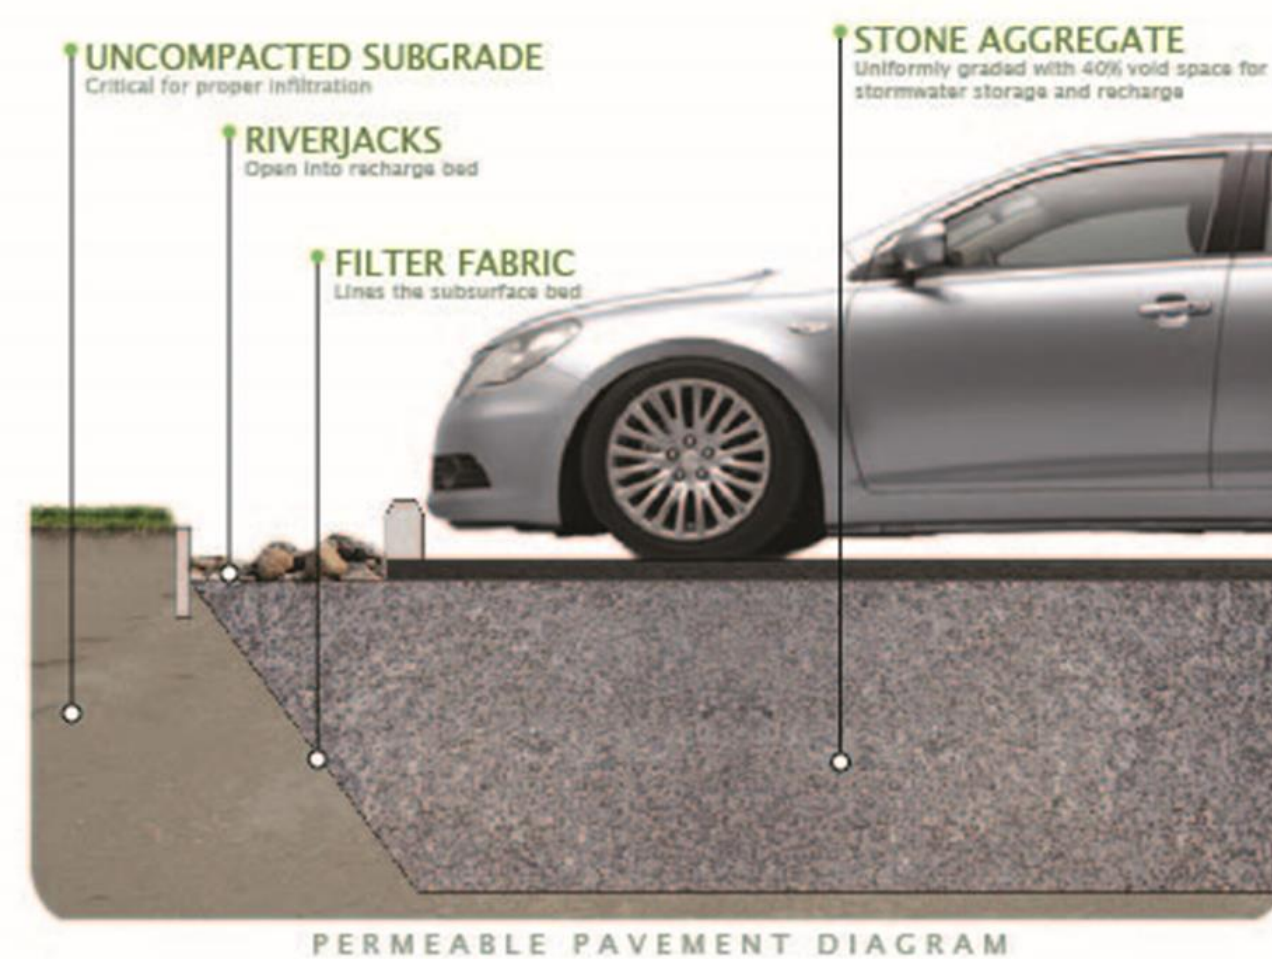 UNCOMPACTED SUBGRADE
Critical for proper infiltration
RIVERJACKS
Open into recharge bed
FILTER FABRIC
Lines the subsurface bed
STONE AGGREGATE
Uniformly graded with 40% void space for
stormwater storage and recharge
PERMEABLE PAVEMENT DIAGRAM